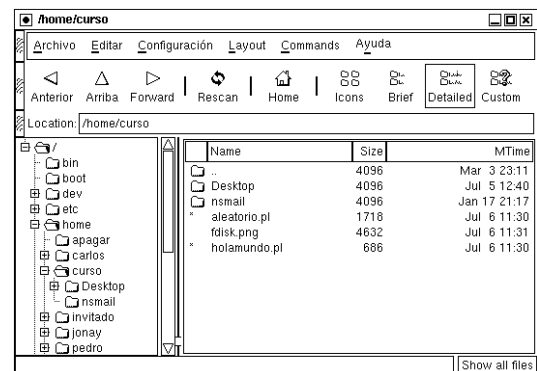 /home/curso
Archivo Editar Configuración Layout Commands Ayuda
Anterior Arriba Forward Rescan Home Icons Brief Detailed Custom
Location: /home/curso
/
bin
boot
dev
etc
home
apagar
carlos
curso
Desktop
nsmail
invitado
jonay
pedro
Name Size MTime
.. 4096 Mar 3 23:11
Desktop 4096 Jul 5 12:40
nsmail 4096 Jan 17 21:17
* aleatorio.pl 1718 Jul 6 11:30
fdisk.png 4632 Jul 6 11:31
* holamundo.pl 686 Jul 6 11:30
Show all files